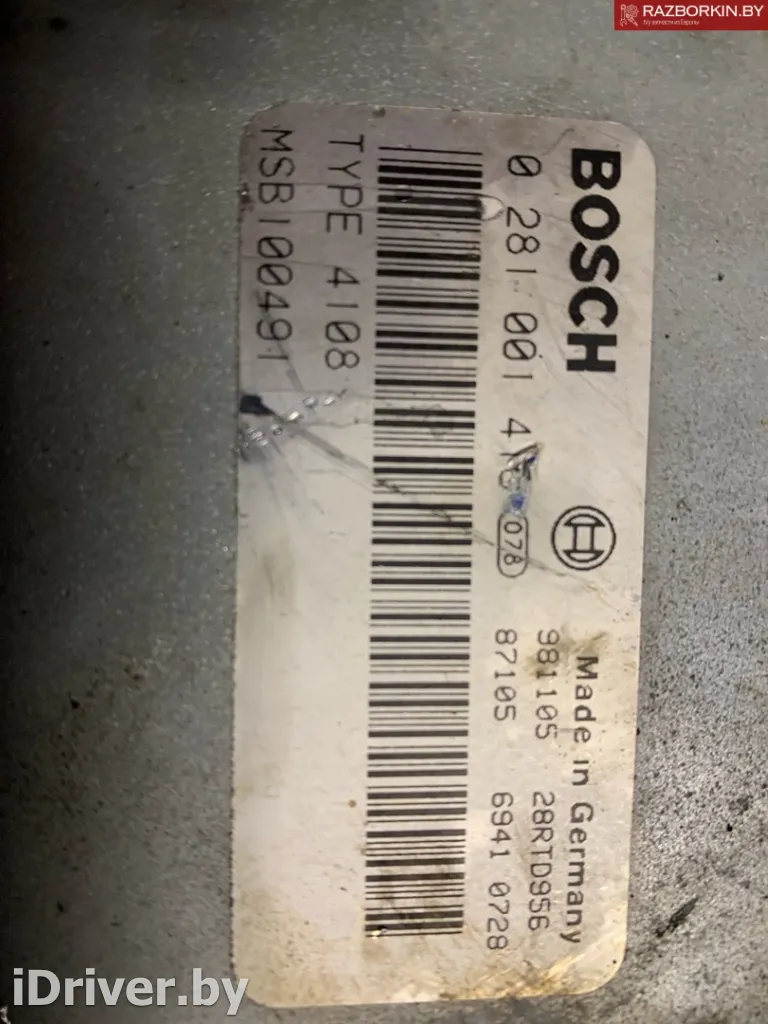 RAZBORKIN.BY
BOSCH
Made in Germany
0 281 001
981105 28RTD956
078
87105 6941 0728
TYPE 4108
MSB100491
iDriver.by